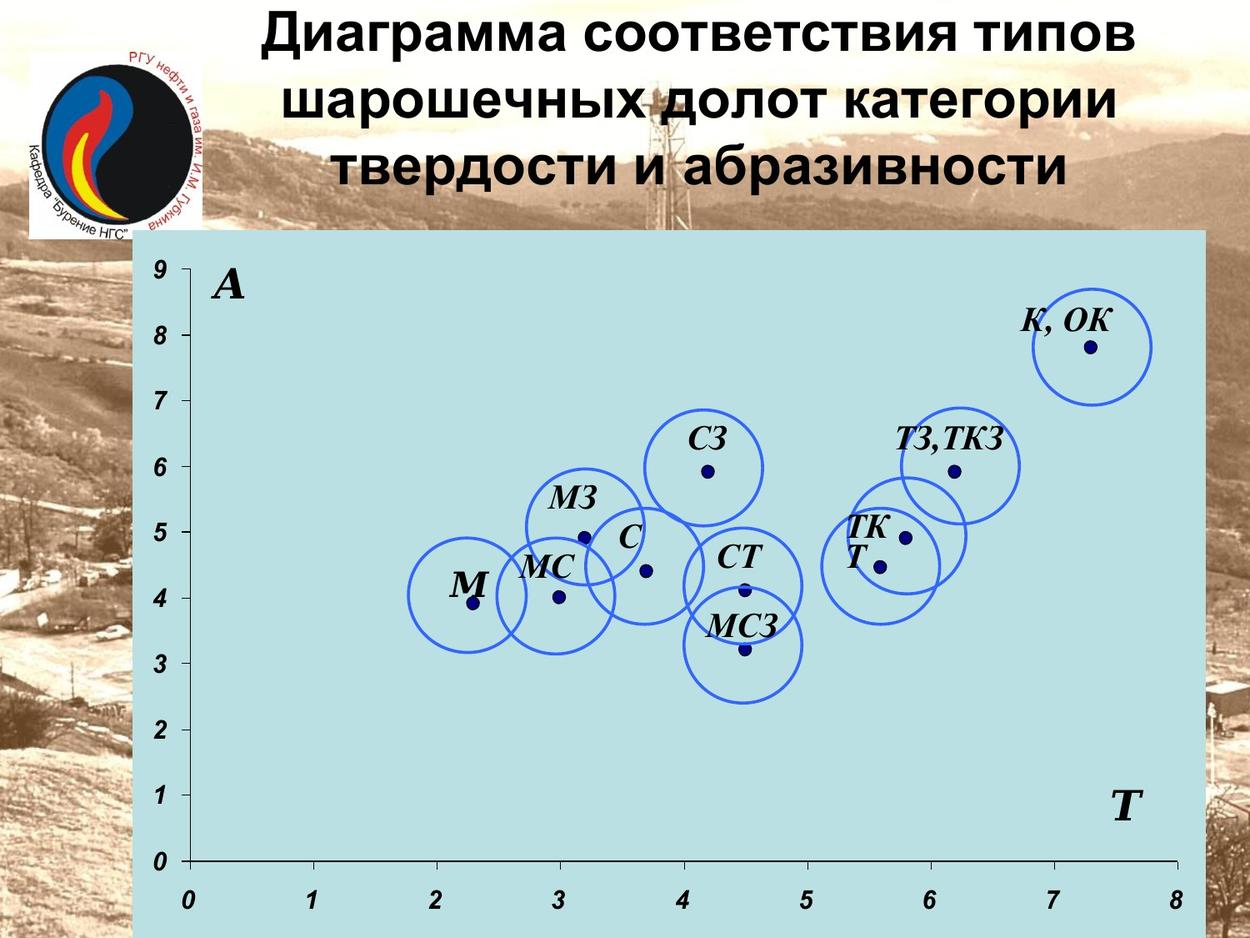 Диаграмма соответствия типов
шарошечных долот категории
твердости и абразивности
РГУ нефти и газа им. И.М. Губкина
Кафедра "Бурение НГС"
A
9
8
7
6
5
4
3
2
1
0
К, ОК
СЗ
ТЗ,ТКЗ
МЗ
С
ТК
Т
СТ
МС
М
МСЗ
T
0 1 2 3 4 5 6 7 8